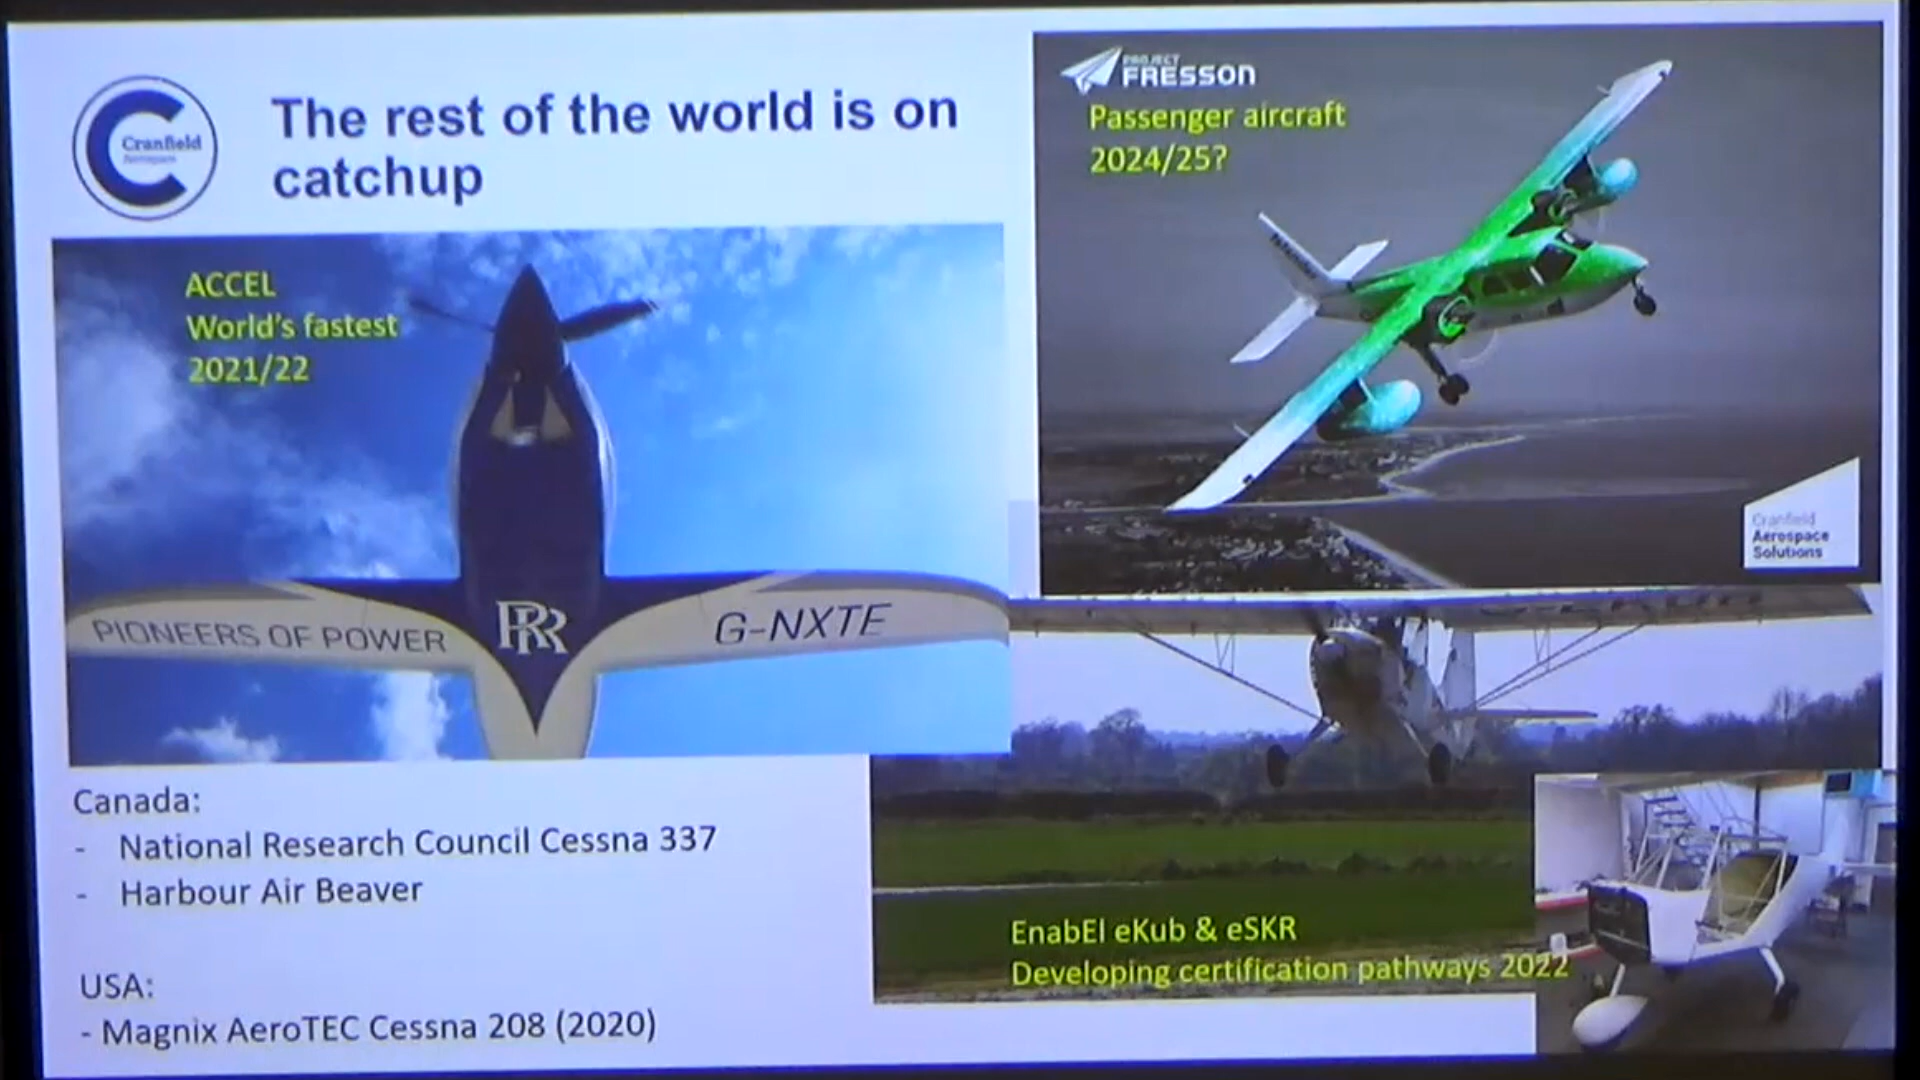 Cranfield
Aerospace
The rest of the world is on
catchup
PROJECT
FRESSON
Passenger aircraft
2024/25?
ACCEL
World's fastest
2021/22
PIONEERS OF POWER
RR
G-NXTE
Cranfield
Aerospace
Solutions
Canada:
- National Research Council Cessna 337
- Harbour Air Beaver
USA:
- Magnix AeroTEC Cessna 208 (2020)
EnabEl eKub & eSKR
Developing certification pathways 2022